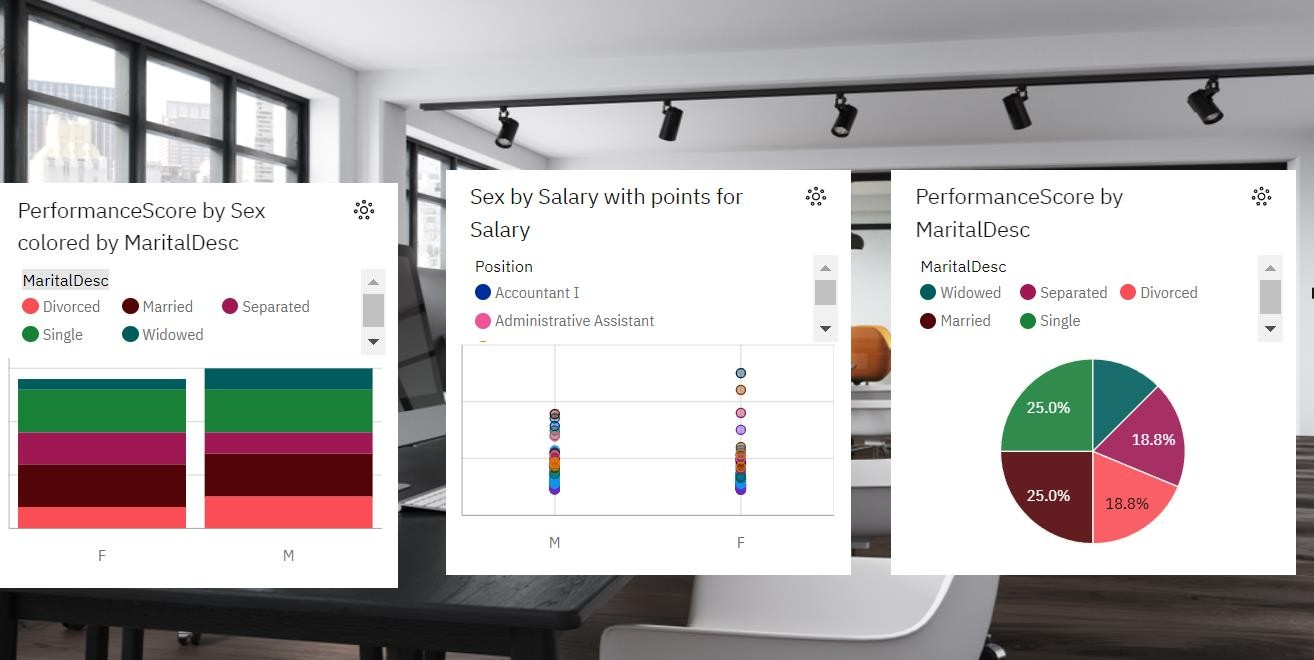 PerformanceScore by Sex
colored by MaritalDesc
MaritalDesc
Divorced Married Separated
Single Widowed
F M
Sex by Salary with points for
Salary
Position
Accountant I
Administrative Assistant
M F
PerformanceScore by
MaritalDesc
MaritalDesc
Widowed Separated Divorced
Married Single
25.0%
18.8%
25.0%
18.8%